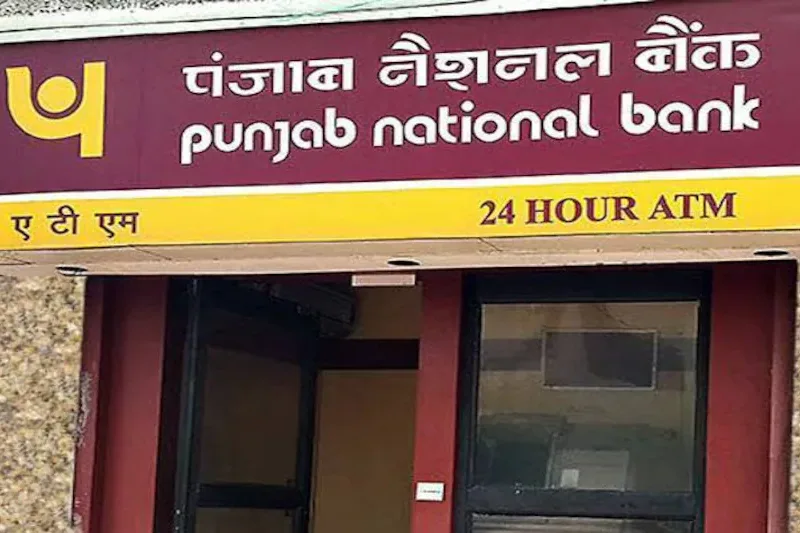 पंजाब नैशनल बैंक
punjab national bank
ए टी एम 24 HOUR ATM